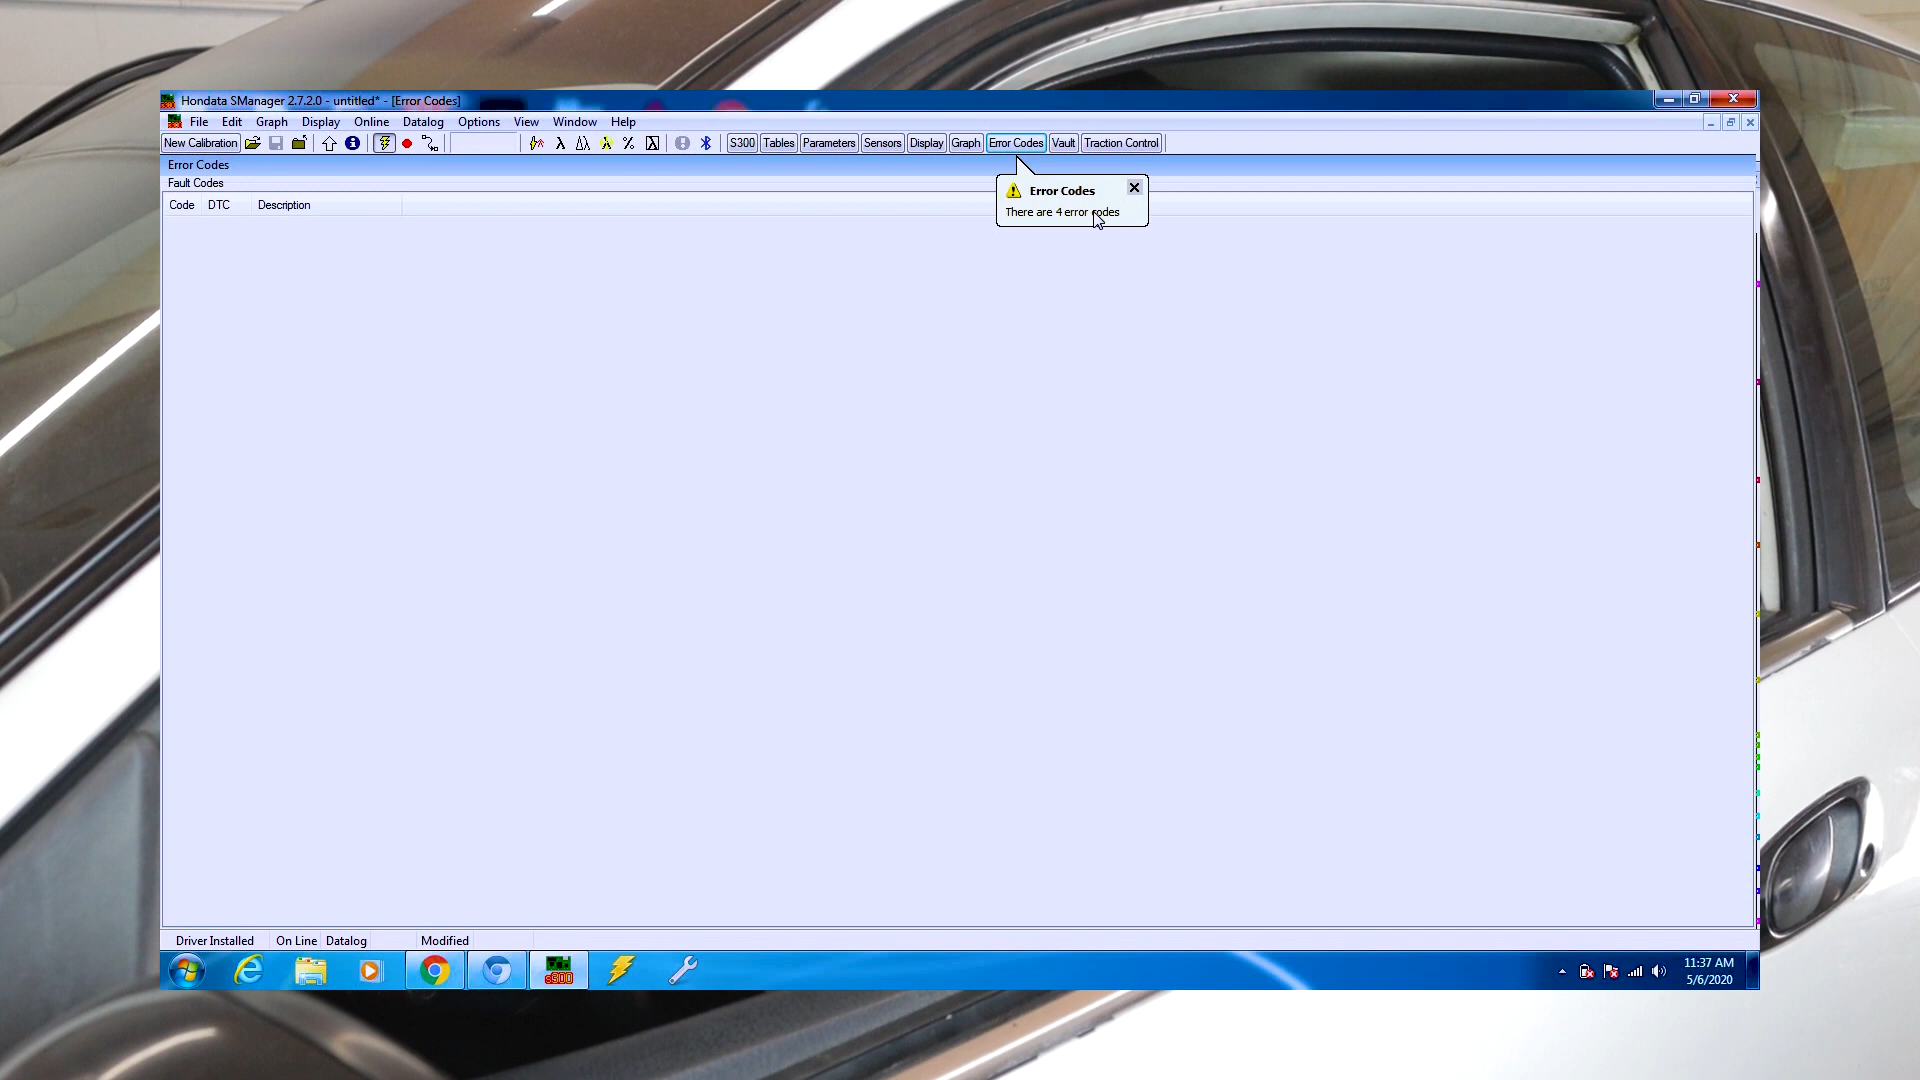 Hondata SManager 2.7.2.0 - untitled* - [Error Codes]
File Edit Graph Display Online Datalog Options View Window Help
New Calibration S300 Tables Parameters Sensors Display Graph Error Codes Vault Traction Control
Error Codes
Fault Codes
Code DTC Description
Error Codes
There are 4 error codes
Driver Installed On Line Datalog Modified
s300
11:37 AM
5/6/2020